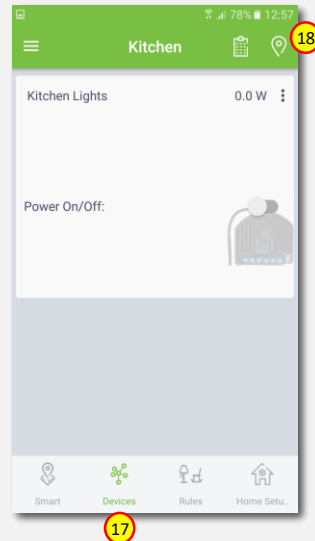 78% 12:57
Kitchen
18
Kitchen Lights 0.0 W
Power On/Off:
Smart Devices Rules Home Setu..
17